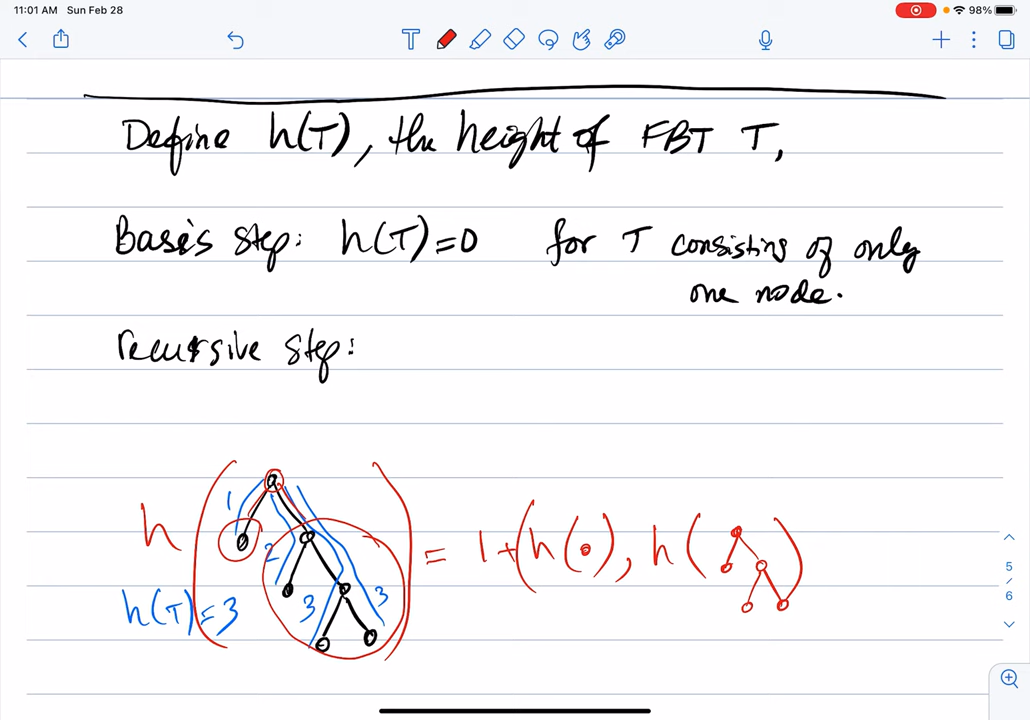 11:01 AM Sun Feb 28
98%
T
Define h(T), the height of FBT T,
Basis step: h(T)=0 for T consisting of only
one node.
recursive step:
1
2
3
3
h
h(T)=3
= 1+(h( ), h( )
5
/
6